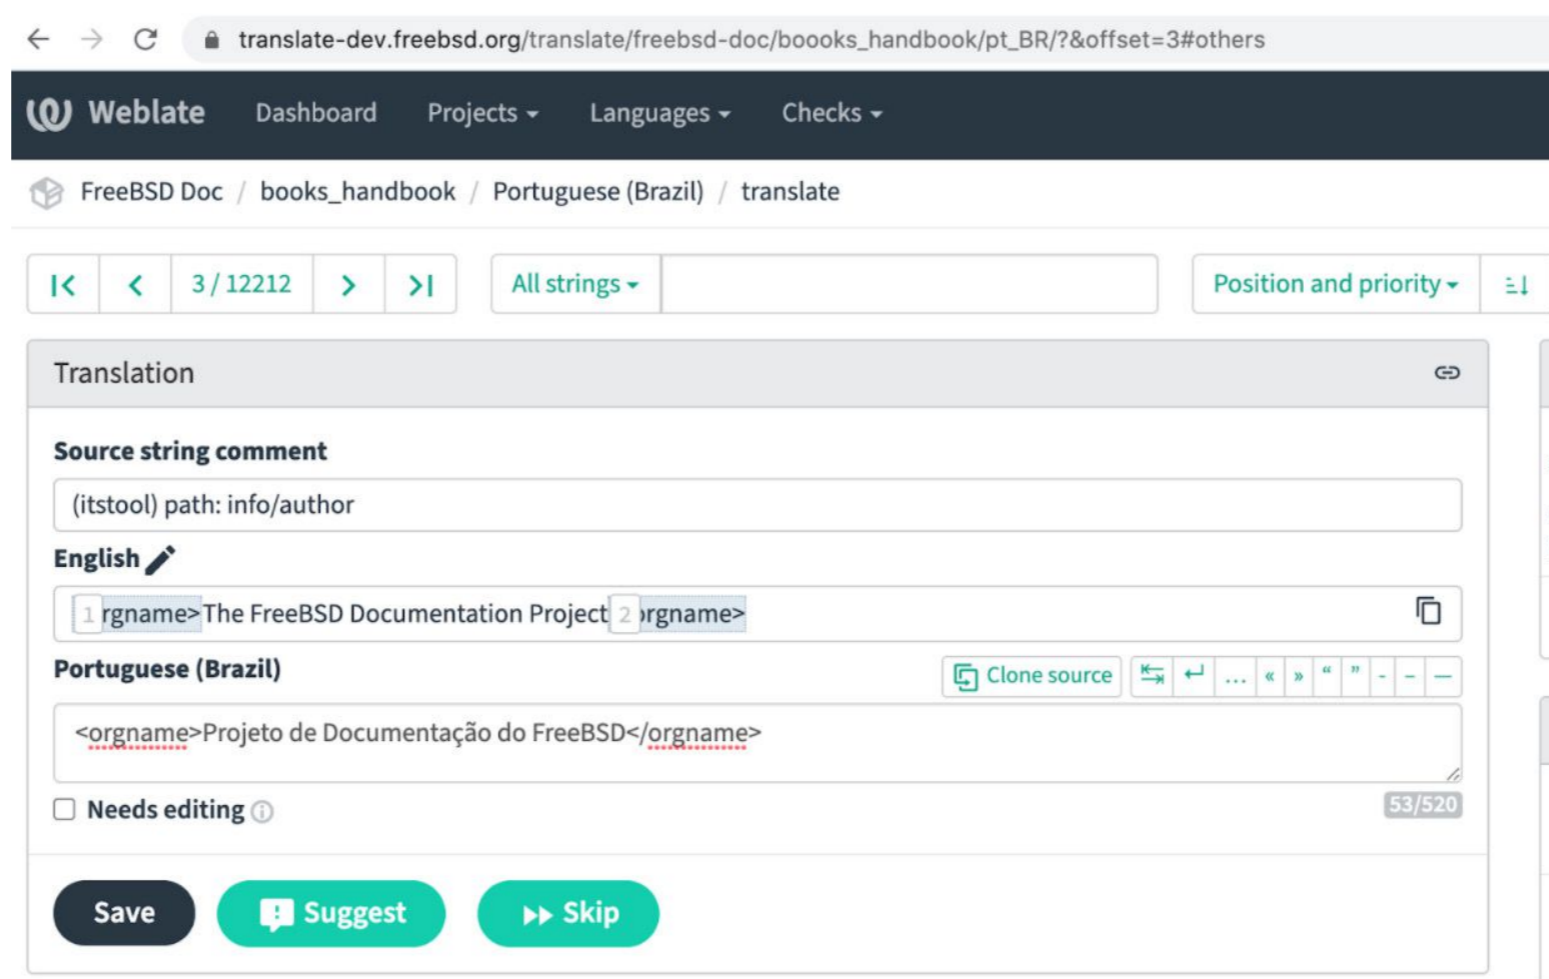 translate-dev.freebsd.org/translate/freebsd-doc/boooks_handbook/pt_BR/?&offset=3#others
Weblate Dashboard Projects Languages Checks
FreeBSD Doc / books_handbook / Portuguese (Brazil) / translate
3 / 12212 All strings Position and priority
Translation
Source string comment
(itstool) path: info/author
English
1 rgname>The FreeBSD Documentation Project 2 orgname>
Portuguese (Brazil) Clone source … « » “ ” - – —
<orgname>Projeto de Documentação do FreeBSD</orgname>
Needs editing 53/520
Save Suggest Skip